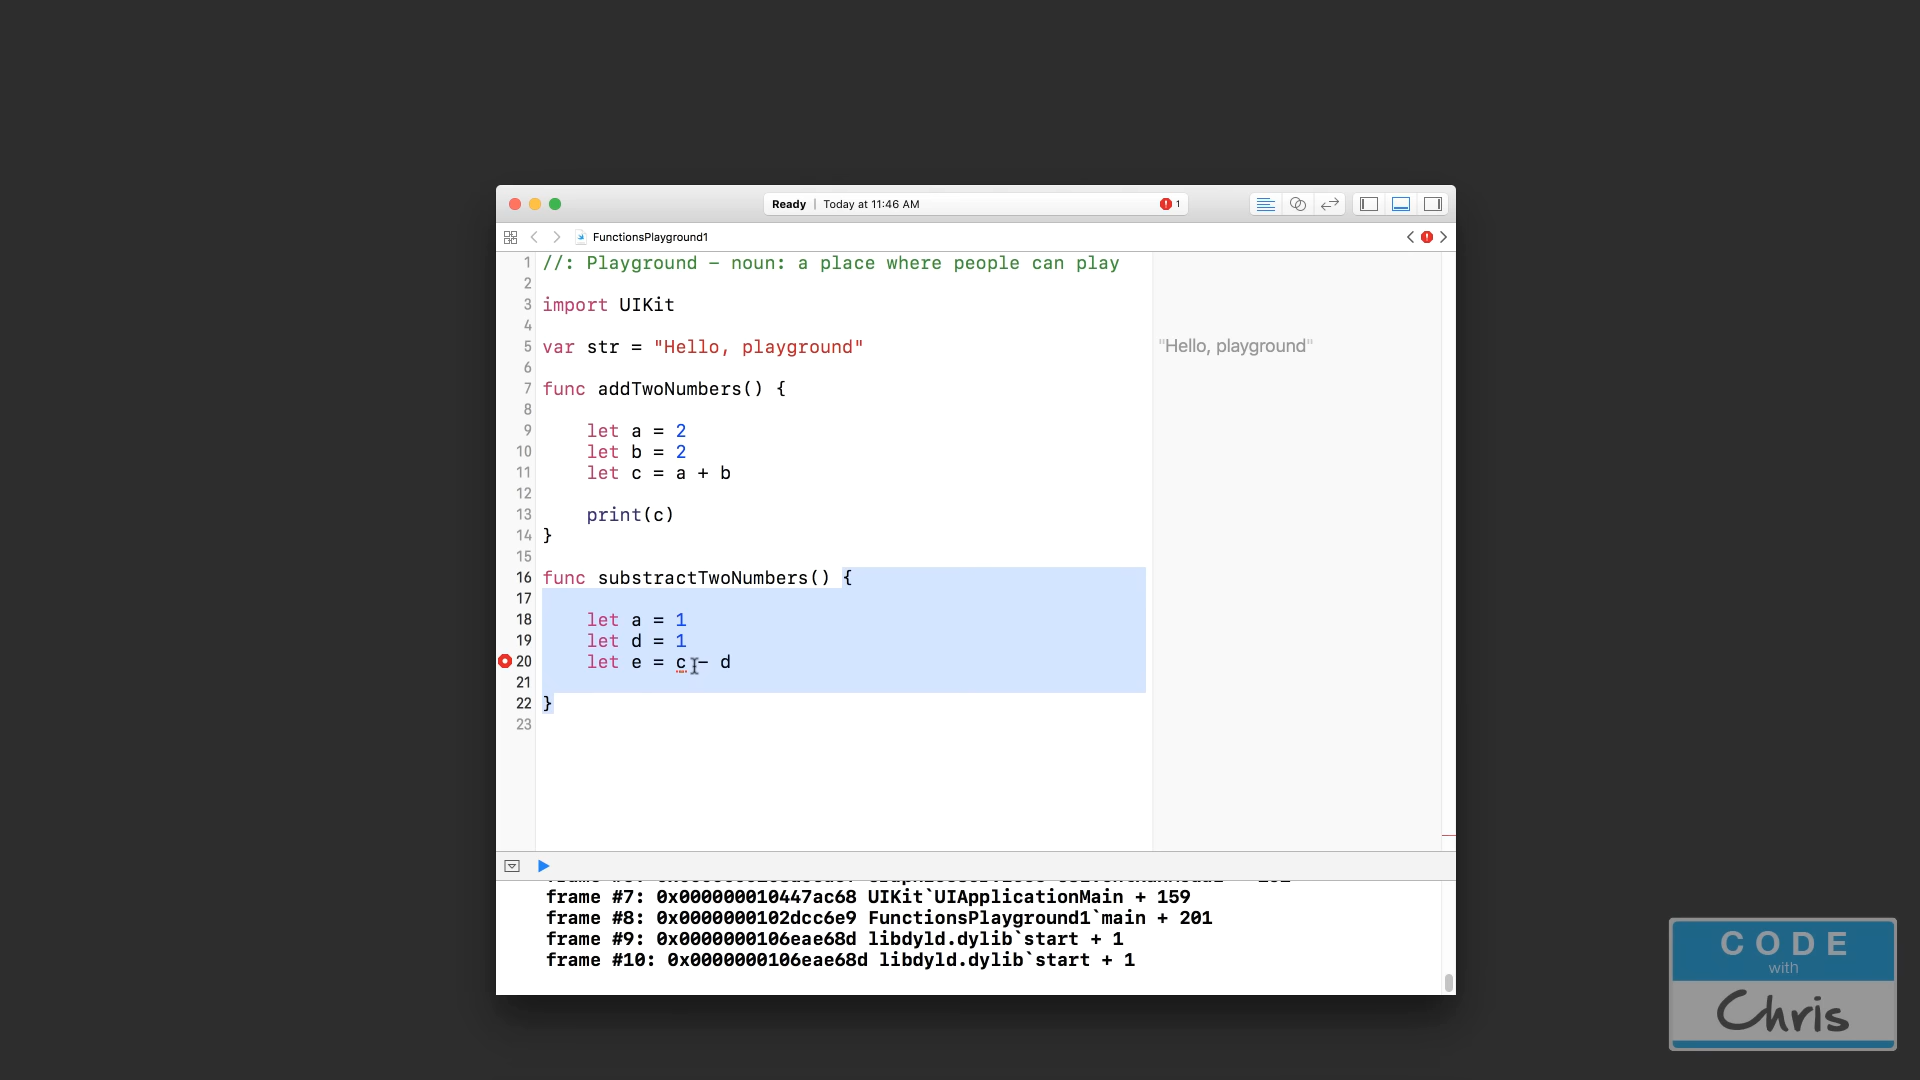 Ready | Today at 11:46 AM 1
FunctionsPlayground1
1 //: Playground – noun: a place where people can play
2
3 import UIKit
4
5 var str = "Hello, playground" "Hello, playground"
6
7 func addTwoNumbers() {
8
9 let a = 2
10 let b = 2
11 let c = a + b
12
13 print(c)
14 }
15
16 func substractTwoNumbers() {
17
18 let a = 1
19 let d = 1
20 let e = c - d
21
22 }
23
frame #7: 0x000000010447ac68 UIKit`UIApplicationMain + 159
frame #8: 0x0000000102dcc6e9 FunctionsPlayground1`main + 201
frame #9: 0x0000000106eae68d libdyld.dylib`start + 1
frame #10: 0x0000000106eae68d libdyld.dylib`start + 1
CODE
with
Chris